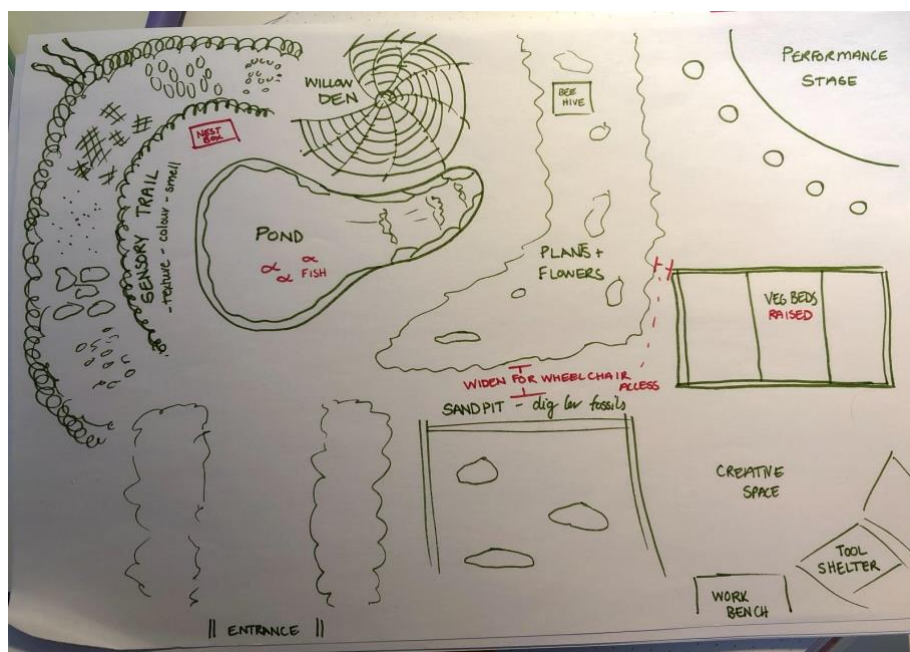 PERFORMANCE
STAGE
WILLOW
DEN
BEE
HIVE
NEST
BOX
SENSORY TRAIL
-texture - colour - smell
POND
FISH
PLANTS +
FLOWERS
VEG BEDS
RAISED
WIDEN FOR WHEELCHAIR
ACCESS
SANDPIT - dig for fossils
CREATIVE
SPACE
TOOL
SHELTER
WORK
BENCH
ENTRANCE